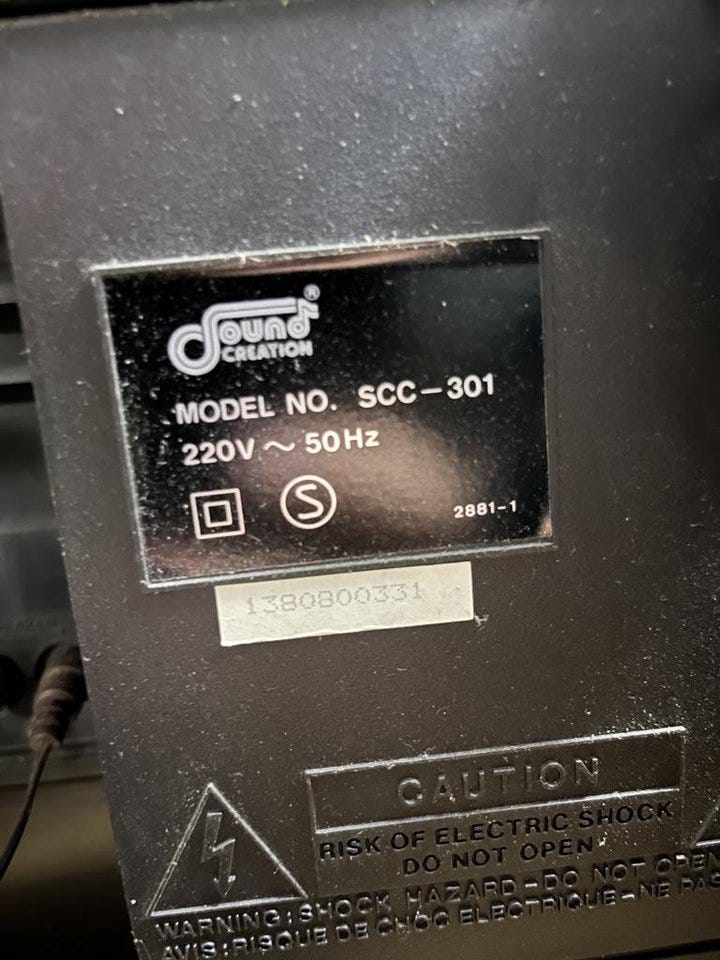 Sound®
CREATION
MODEL NO. SCC-301
220V ~ 50Hz
S
2881-1
1380800331
CAUTION
RISK OF ELECTRIC SHOCK
DO NOT OPEN
WARNING: SHOCK HAZARD-DO NOT OPEN
AVIS: RISQUE DE CHOC ELECTRIQUE-NE PAS